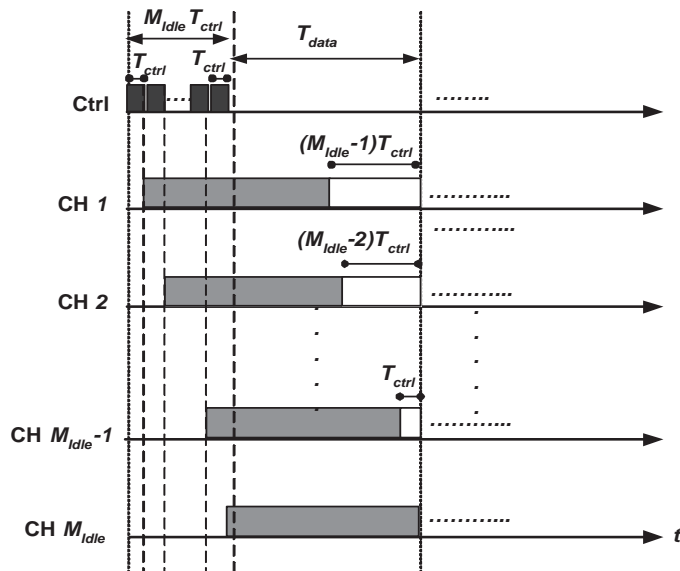 M_Idle T_ctrl
T_data
T_ctrl T_ctrl
Ctrl
(M_Idle-1)T_ctrl
CH 1
(M_Idle-2)T_ctrl
CH 2
T_ctrl
CH M_Idle-1
CH M_Idle
t